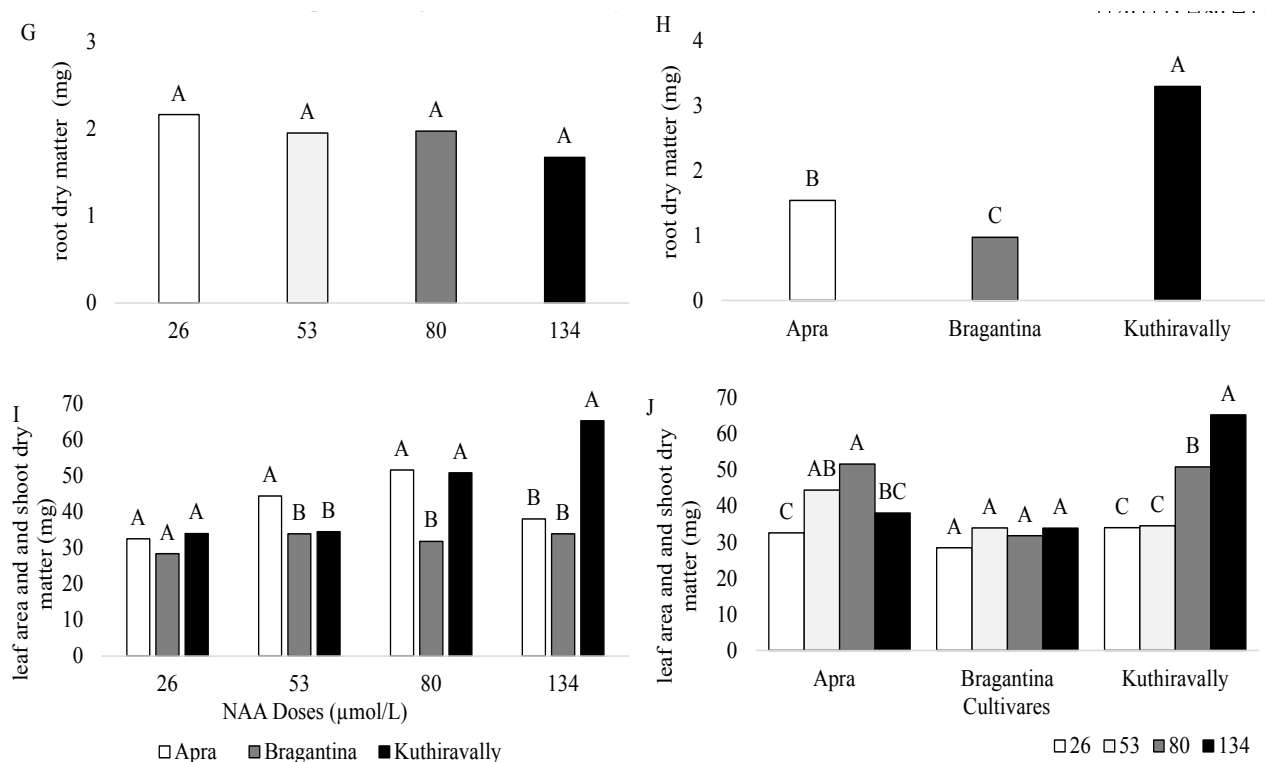 G
root dry matter (mg)
3
2
1
0
A
A
A
A
26
53
80
134
H
root dry matter (mg)
4
3
2
1
0
B
C
A
Apra
Bragantina
Kuthiravally
I
leaf area and and shoot dry
matter (mg)
70
60
50
40
30
20
10
0
A
A
A
A
B
B
A
B
A
B
B
A
26
53
80
134
NAA Doses (µmol/L)
Apra
Bragantina
Kuthiravally
J
leaf area and and shoot dry
matter (mg)
70
60
50
40
30
20
10
0
C
AB
A
BC
A
A
A
A
C
C
B
A
Apra
Bragantina
Kuthiravally
Cultivares
26
53
80
134